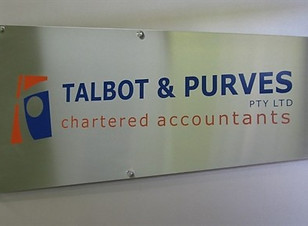 TALBOT & PURVES
PTY LTD
chartered accountants